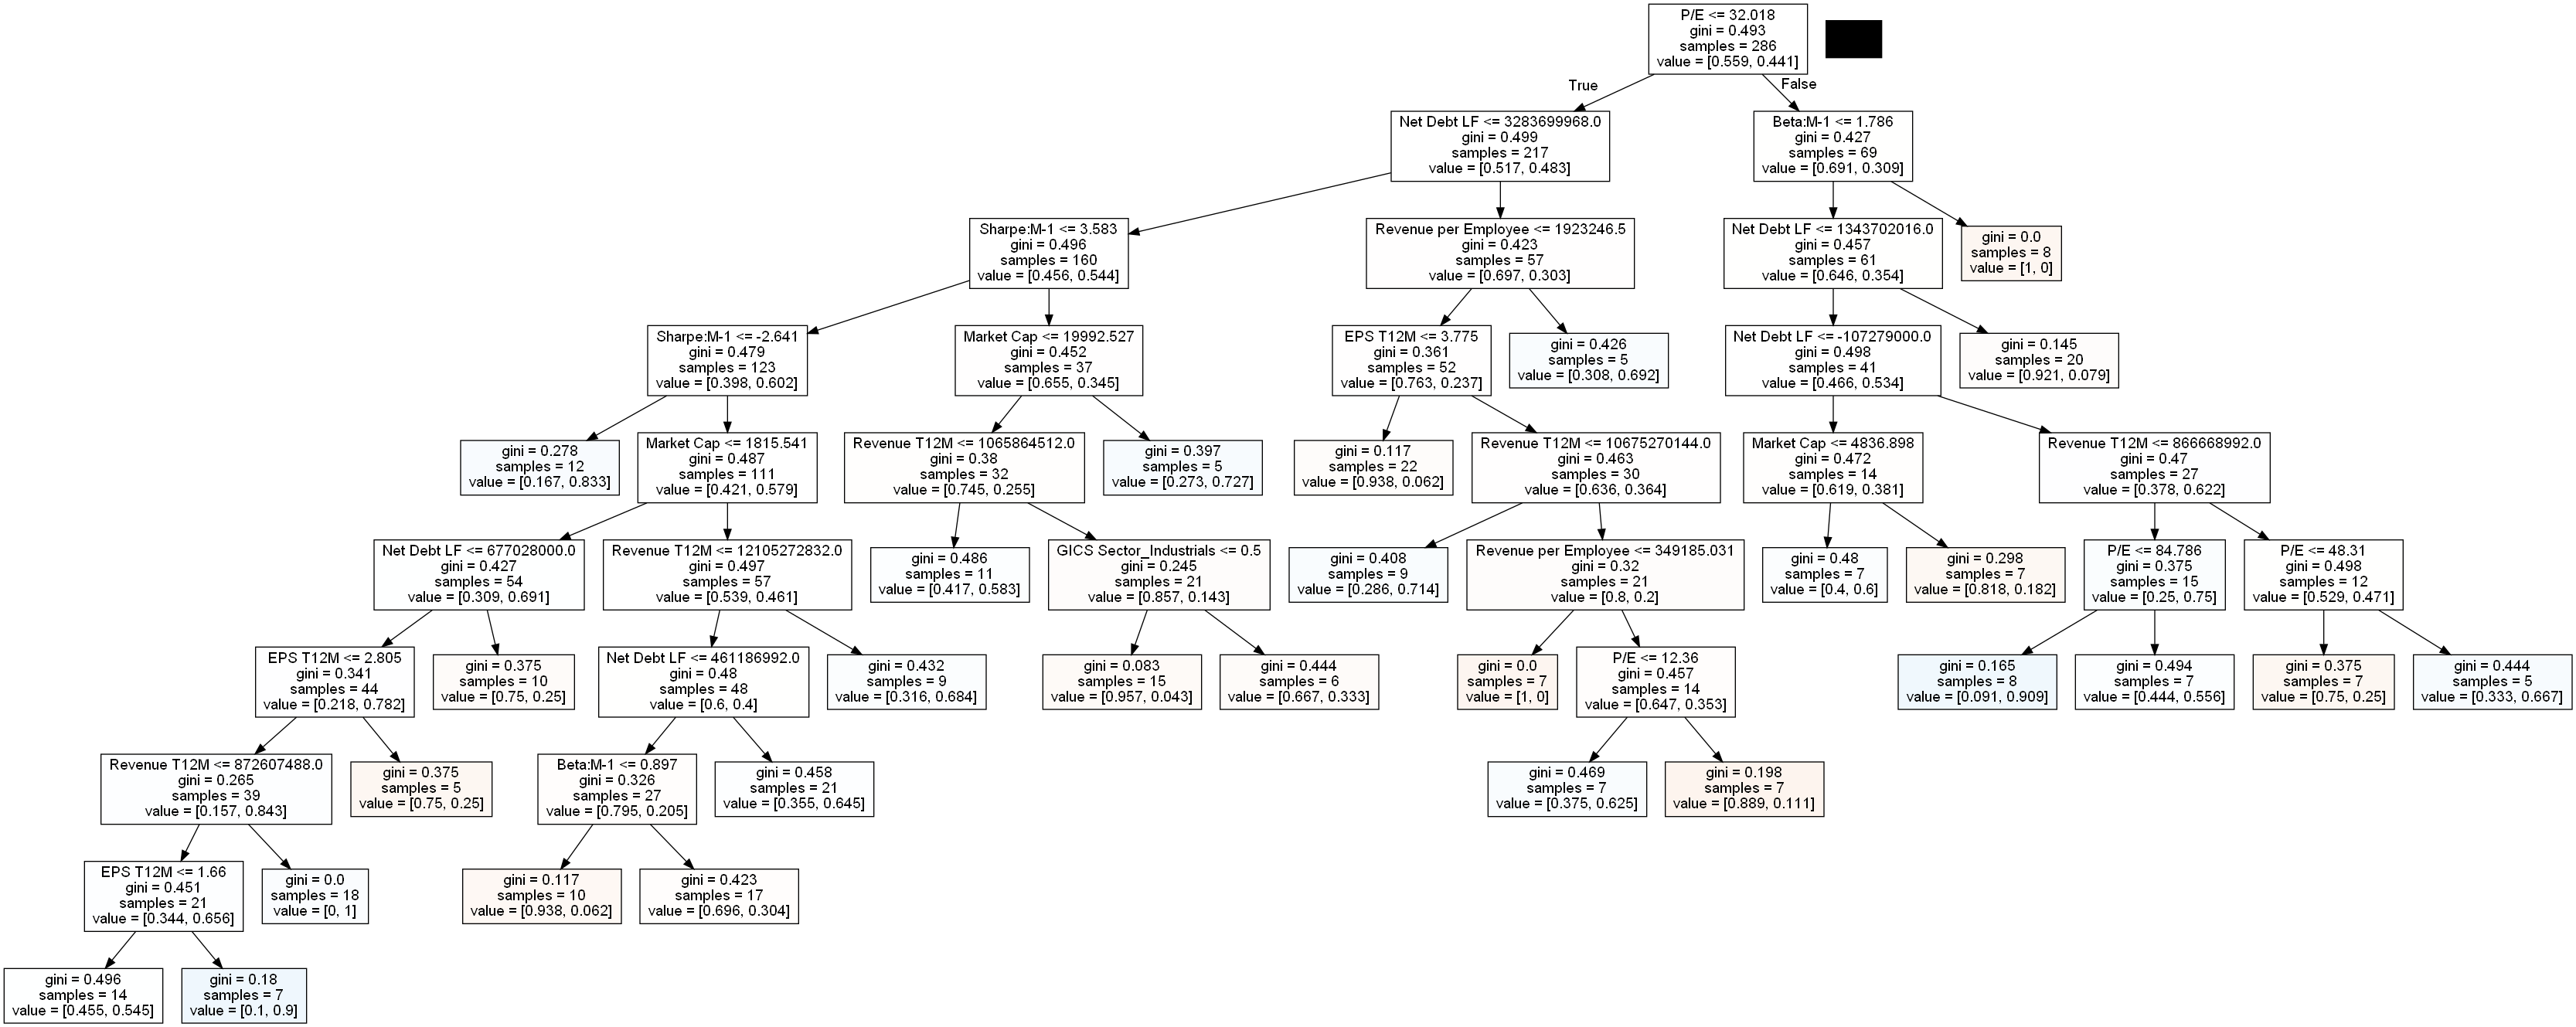 P/E <= 32.018
gini = 0.493
samples = 286
value = [0.559, 0.441]
True
False
Net Debt LF <= 3283699968.0
gini = 0.499
samples = 217
value = [0.517, 0.483]
Beta:M-1 <= 1.786
gini = 0.427
samples = 69
value = [0.691, 0.309]
Sharpe:M-1 <= 3.583
gini = 0.496
samples = 160
value = [0.456, 0.544]
Revenue per Employee <= 1923246.5
gini = 0.423
samples = 57
value = [0.697, 0.303]
Net Debt LF <= 1343702016.0
gini = 0.457
samples = 61
value = [0.646, 0.354]
gini = 0.0
samples = 8
value = [1, 0]
Sharpe:M-1 <= -2.641
gini = 0.479
samples = 123
value = [0.398, 0.602]
Market Cap <= 19992.527
gini = 0.452
samples = 37
value = [0.655, 0.345]
EPS T12M <= 3.775
gini = 0.361
samples = 52
value = [0.763, 0.237]
gini = 0.426
samples = 5
value = [0.308, 0.692]
Net Debt LF <= -107279000.0
gini = 0.498
samples = 41
value = [0.466, 0.534]
gini = 0.145
samples = 20
value = [0.921, 0.079]
gini = 0.278
samples = 12
value = [0.167, 0.833]
Market Cap <= 1815.541
gini = 0.487
samples = 111
value = [0.421, 0.579]
Revenue T12M <= 1065864512.0
gini = 0.38
samples = 32
value = [0.745, 0.255]
gini = 0.397
samples = 5
value = [0.273, 0.727]
gini = 0.117
samples = 22
value = [0.938, 0.062]
Revenue T12M <= 10675270144.0
gini = 0.463
samples = 30
value = [0.636, 0.364]
Market Cap <= 4836.898
gini = 0.472
samples = 14
value = [0.619, 0.381]
Revenue T12M <= 866668992.0
gini = 0.47
samples = 27
value = [0.378, 0.622]
Net Debt LF <= 677028000.0
gini = 0.427
samples = 54
value = [0.309, 0.691]
Revenue T12M <= 12105272832.0
gini = 0.497
samples = 57
value = [0.539, 0.461]
gini = 0.486
samples = 11
value = [0.417, 0.583]
GICS Sector_Industrials <= 0.5
gini = 0.245
samples = 21
value = [0.857, 0.143]
gini = 0.408
samples = 9
value = [0.286, 0.714]
Revenue per Employee <= 349185.031
gini = 0.32
samples = 21
value = [0.8, 0.2]
gini = 0.48
samples = 7
value = [0.4, 0.6]
gini = 0.298
samples = 7
value = [0.818, 0.182]
P/E <= 84.786
gini = 0.375
samples = 15
value = [0.25, 0.75]
P/E <= 48.31
gini = 0.498
samples = 12
value = [0.529, 0.471]
EPS T12M <= 2.805
gini = 0.341
samples = 44
value = [0.218, 0.782]
gini = 0.375
samples = 10
value = [0.75, 0.25]
Net Debt LF <= 461186992.0
gini = 0.48
samples = 48
value = [0.6, 0.4]
gini = 0.432
samples = 9
value = [0.316, 0.684]
gini = 0.083
samples = 15
value = [0.957, 0.043]
gini = 0.444
samples = 6
value = [0.667, 0.333]
gini = 0.0
samples = 7
value = [1, 0]
P/E <= 12.36
gini = 0.457
samples = 14
value = [0.647, 0.353]
gini = 0.165
samples = 8
value = [0.091, 0.909]
gini = 0.494
samples = 7
value = [0.444, 0.556]
gini = 0.375
samples = 7
value = [0.75, 0.25]
gini = 0.444
samples = 5
value = [0.333, 0.667]
Revenue T12M <= 872607488.0
gini = 0.265
samples = 39
value = [0.157, 0.843]
gini = 0.375
samples = 5
value = [0.75, 0.25]
Beta:M-1 <= 0.897
gini = 0.326
samples = 27
value = [0.795, 0.205]
gini = 0.458
samples = 21
value = [0.355, 0.645]
gini = 0.469
samples = 7
value = [0.375, 0.625]
gini = 0.198
samples = 7
value = [0.889, 0.111]
EPS T12M <= 1.66
gini = 0.451
samples = 21
value = [0.344, 0.656]
gini = 0.0
samples = 18
value = [0, 1]
gini = 0.117
samples = 10
value = [0.938, 0.062]
gini = 0.423
samples = 17
value = [0.696, 0.304]
gini = 0.496
samples = 14
value = [0.455, 0.545]
gini = 0.18
samples = 7
value = [0.1, 0.9]